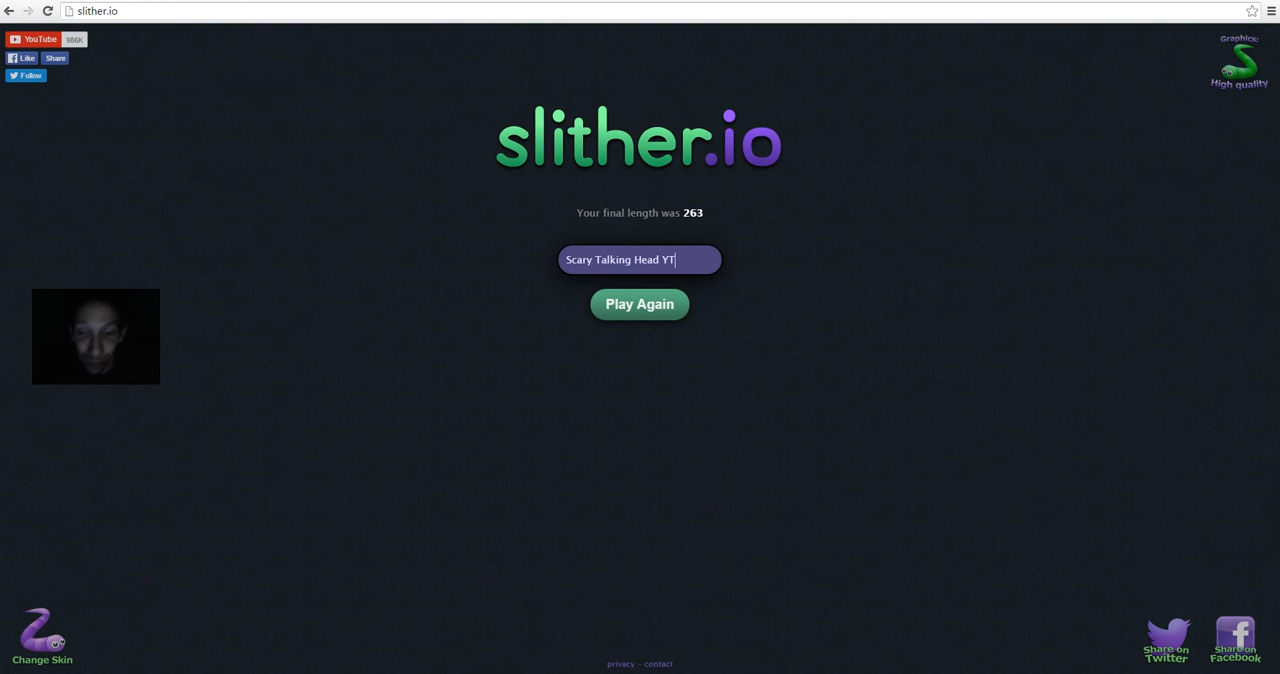 slither.io
YouTube 986K
Like Share
Follow
Graphics:
High quality
slither.io
Your final length was 263
Scary Talking Head YT
Play Again
Change Skin
privacy - contact
Share on
Twitter
Share on
Facebook